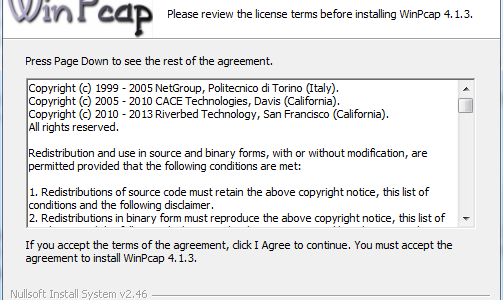 WinPcap
Please review the license terms before installing WinPcap 4.1.3.
Press Page Down to see the rest of the agreement.
Copyright (c) 1999 - 2005 NetGroup, Politecnico di Torino (Italy).
Copyright (c) 2005 - 2010 CACE Technologies, Davis (California).
Copyright (c) 2010 - 2013 Riverbed Technology, San Francisco (California).
All rights reserved.
Redistribution and use in source and binary forms, with or without modification, are
permitted provided that the following conditions are met:
1. Redistributions of source code must retain the above copyright notice, this list of
conditions and the following disclaimer.
2. Redistributions in binary form must reproduce the above copyright notice, this list of
If you accept the terms of the agreement, click I Agree to continue. You must accept the
agreement to install WinPcap 4.1.3.
Nullsoft Install System v2.46